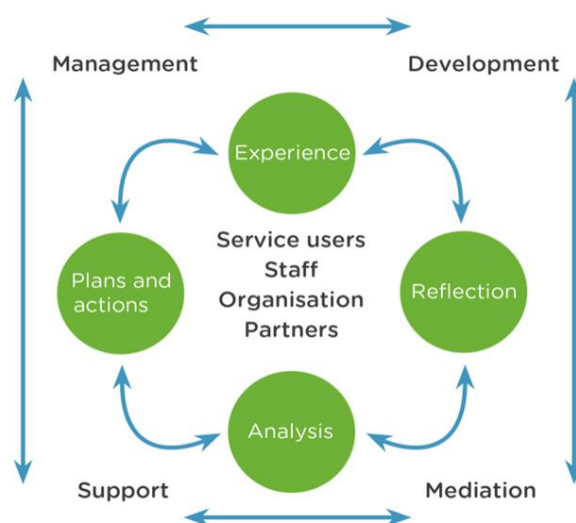 Management
Development
Experience
Service users
Staff
Organisation
Partners
Plans and
actions
Reflection
Analysis
Support
Mediation